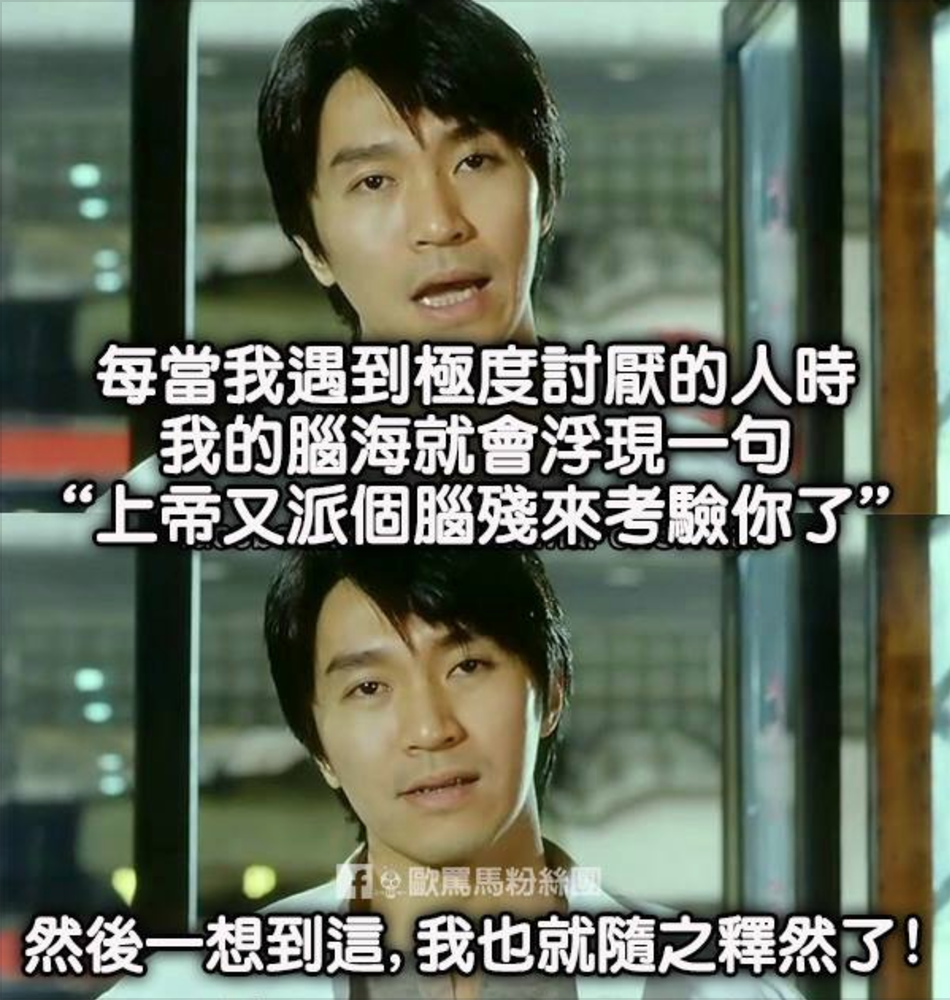 每當我遇到極度討厭的人時
我的腦海就會浮現一句
“上帝又派個腦殘來考驗你了”
歐罵馬粉絲團
然後一想到這,我也就隨之釋然了!